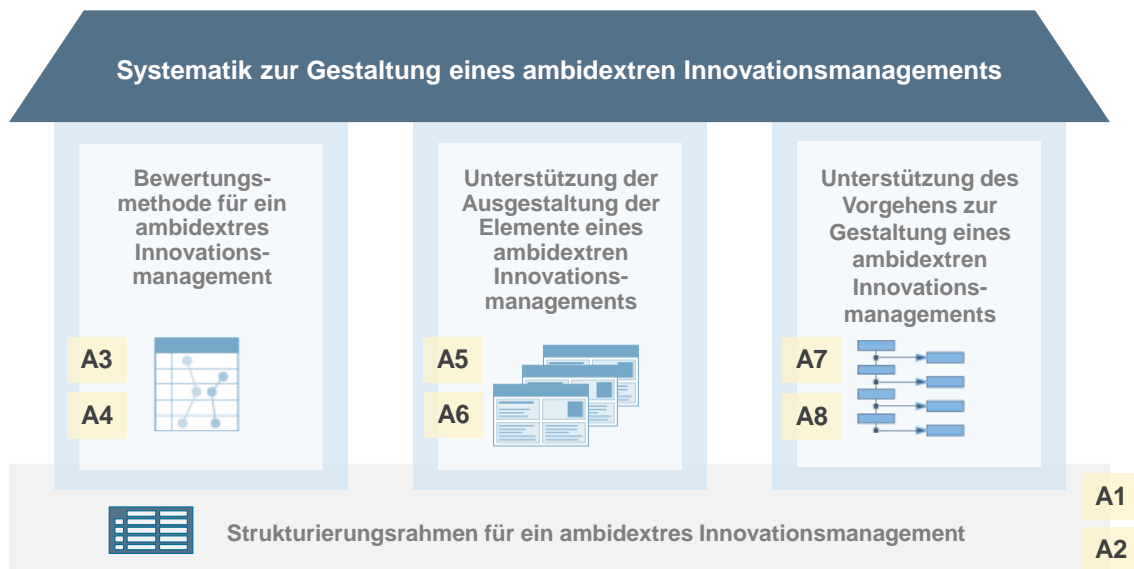 Systematik zur Gestaltung eines ambidextren Innovationsmanagements
Bewertungs-
methode für ein
ambidextres
Innovations-
management
A3
A4
Unterstützung der
Ausgestaltung der
Elemente eines
ambidextren
Innovations-
managements
A5
A6
Unterstützung des
Vorgehens zur
Gestaltung eines
ambidextren
Innovations-
managements
A7
A8
Strukturierungsrahmen für ein ambidextres Innovationsmanagement
A1
A2